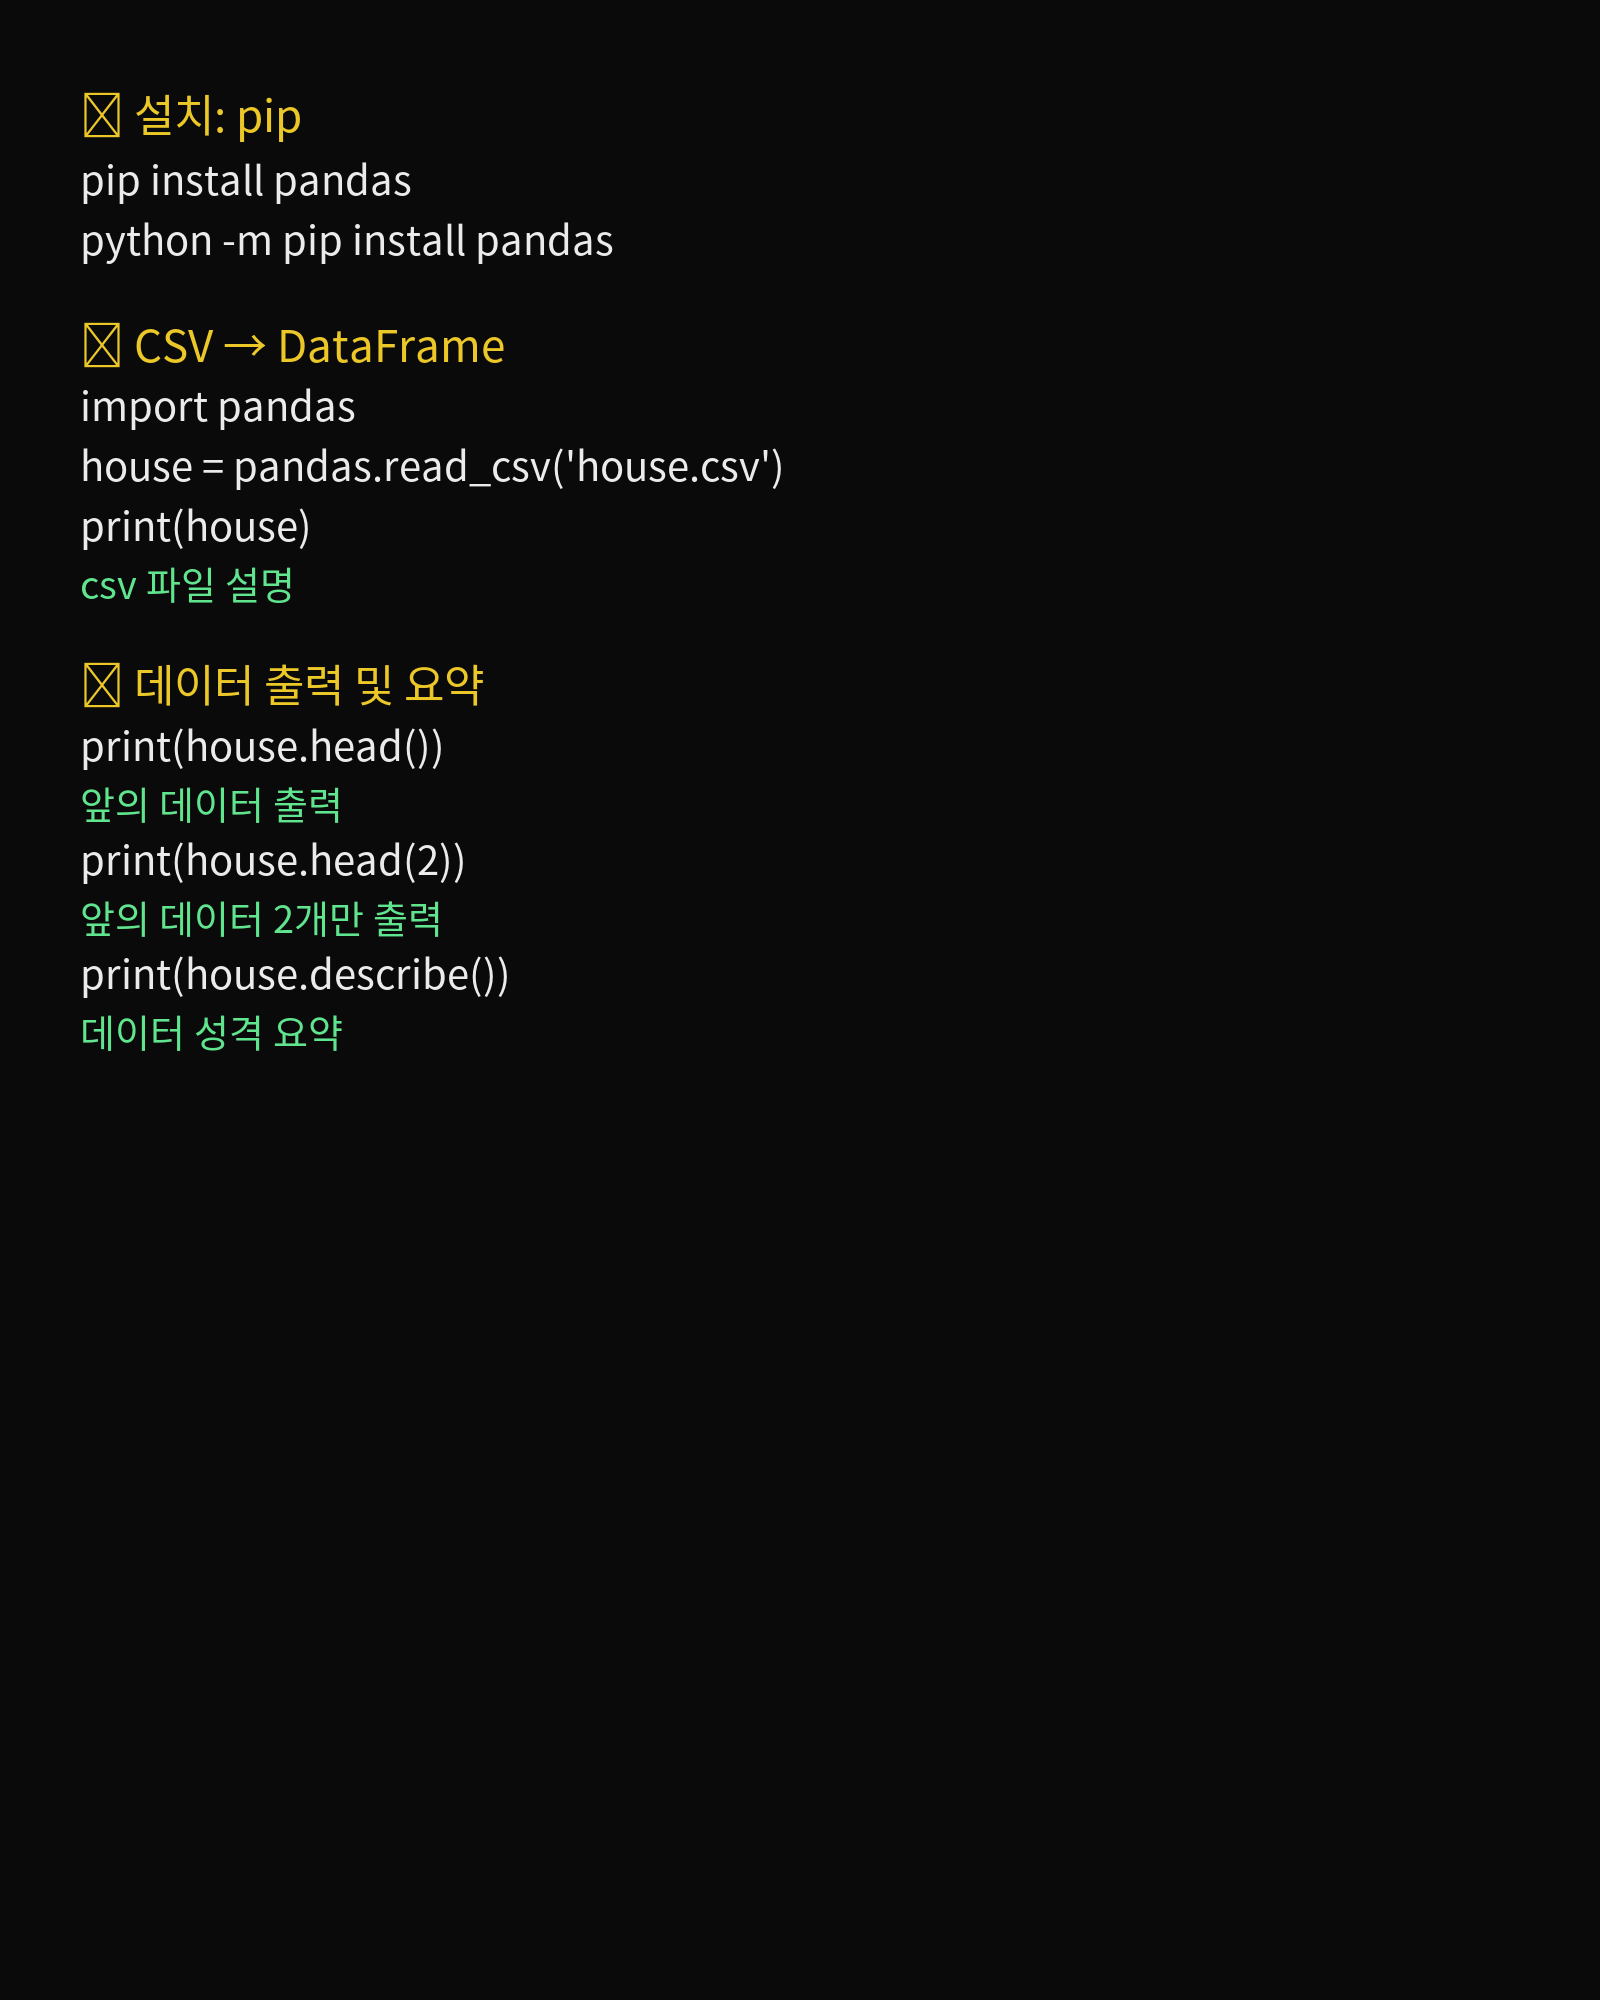 설치: pip
pip install pandas
python -m pip install pandas
CSV → DataFrame
import pandas
house = pandas.read_csv('house.csv')
print(house)
csv 파일 설명
데이터 출력 및 요약
print(house.head())
앞의 데이터 출력
print(house.head(2))
앞의 데이터 2개만 출력
print(house.describe())
데이터 성격 요약